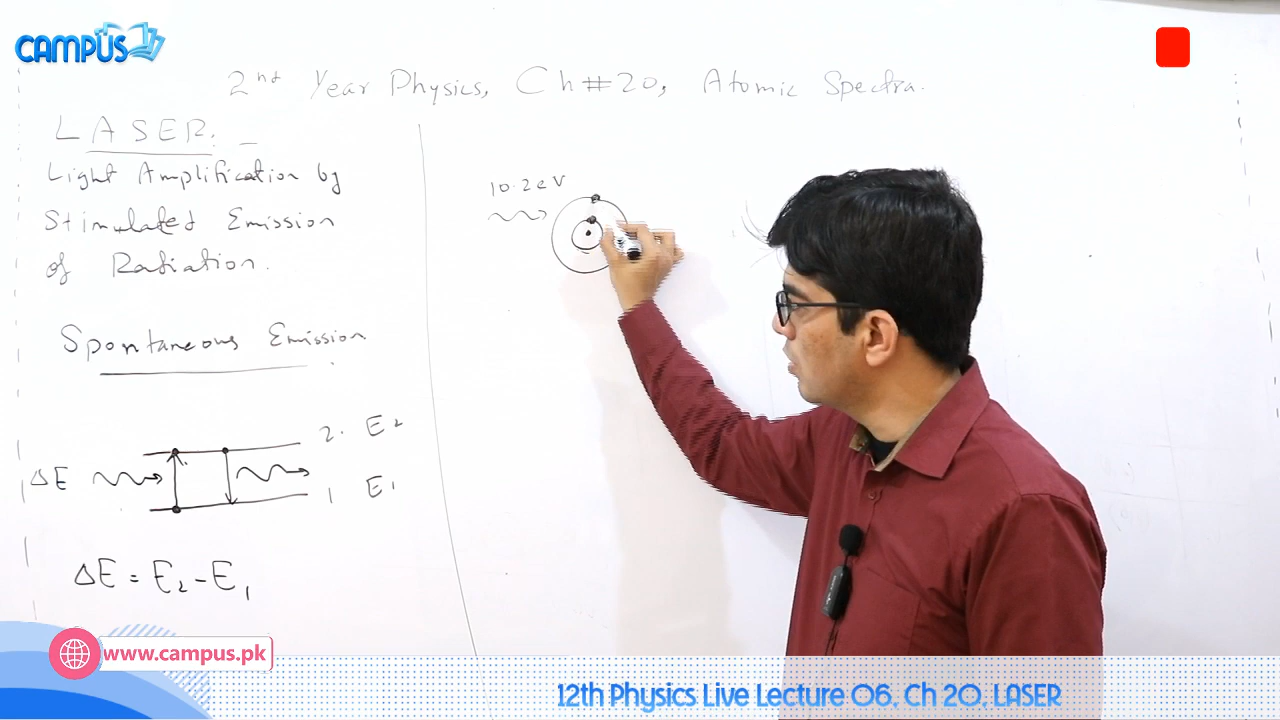 CAMPUS
2nd Year Physics, Ch#20, Atomic Spectra.
LASER:
Light Amplification by
Stimulated Emission
of Radiation.
Spontaneous Emission
10.2 eV
2. E2
ΔE
1 E1
ΔE = E2 - E1
www.campus.pk
12th Physics Live Lecture 06, Ch 20, LASER